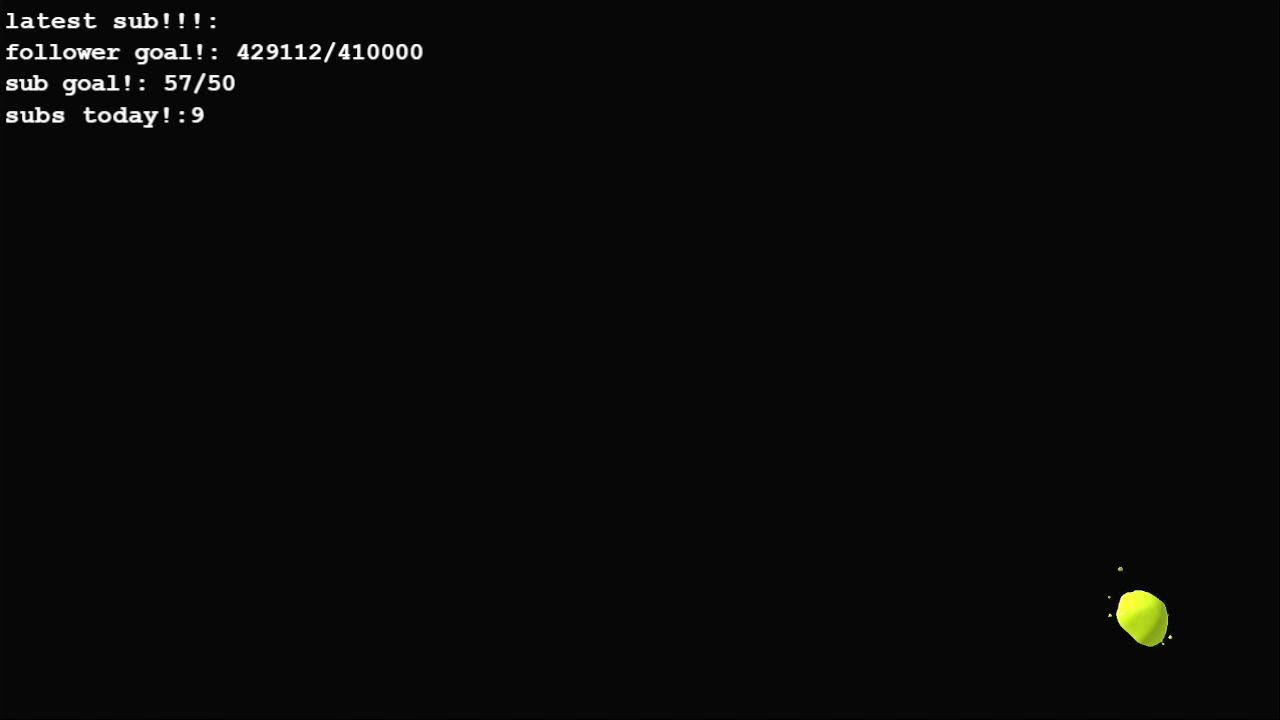 latest sub!!!:
follower goal!: 429112/410000
sub goal!: 57/50
subs today!:9